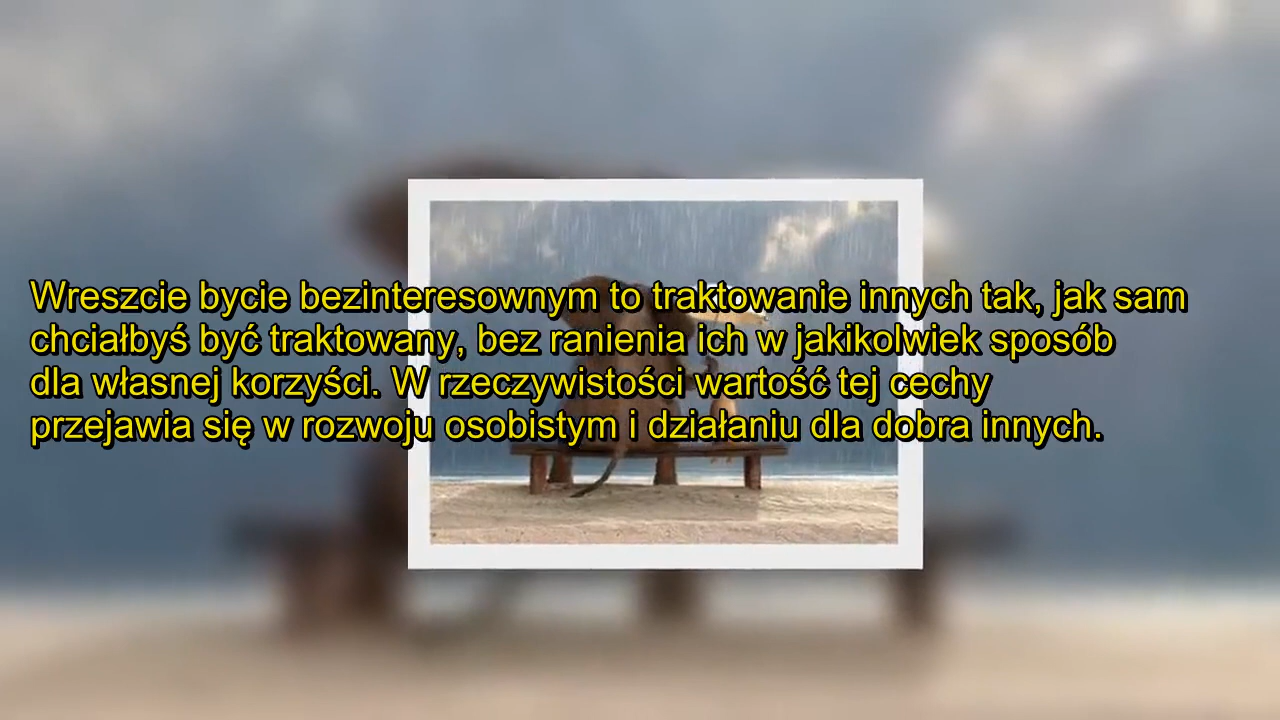 Wreszcie bycie bezinteresownym to traktowanie innych tak, jak sam
chciałbyś być traktowany, bez ranienia ich w jakikolwiek sposób
dla własnej korzyści. W rzeczywistości wartość tej cechy
przejawia się w rozwoju osobistym i działaniu dla dobra innych.